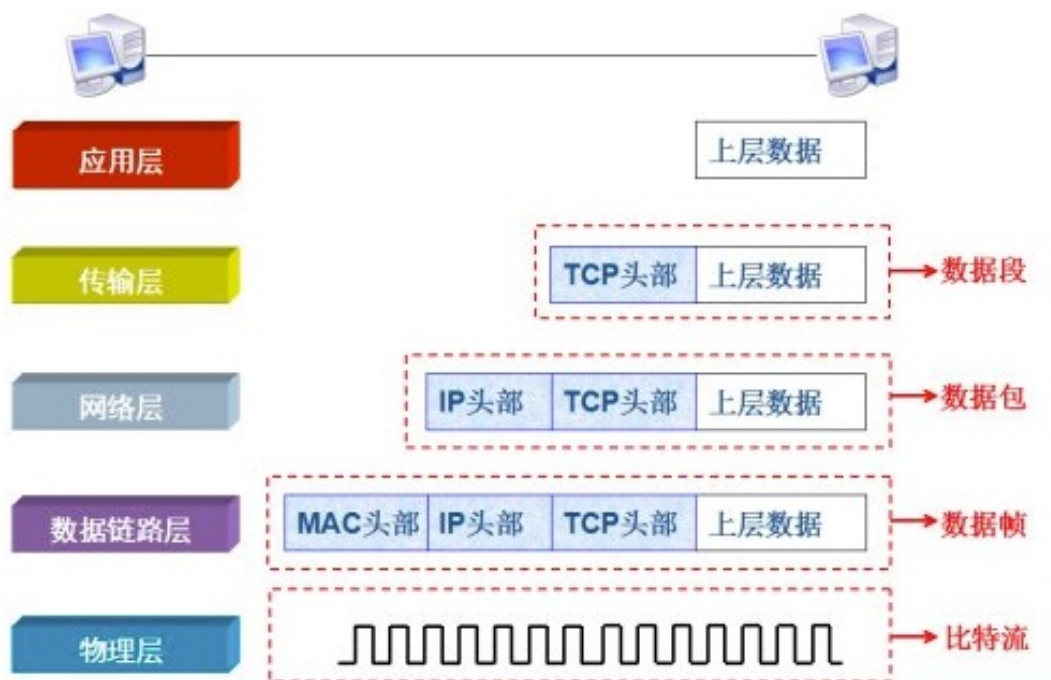 应用层 上层数据
传输层 TCP头部 上层数据 数据段
网络层 IP头部 TCP头部 上层数据 数据包
数据链路层 MAC头部 IP头部 TCP头部 上层数据 数据帧
物理层 比特流